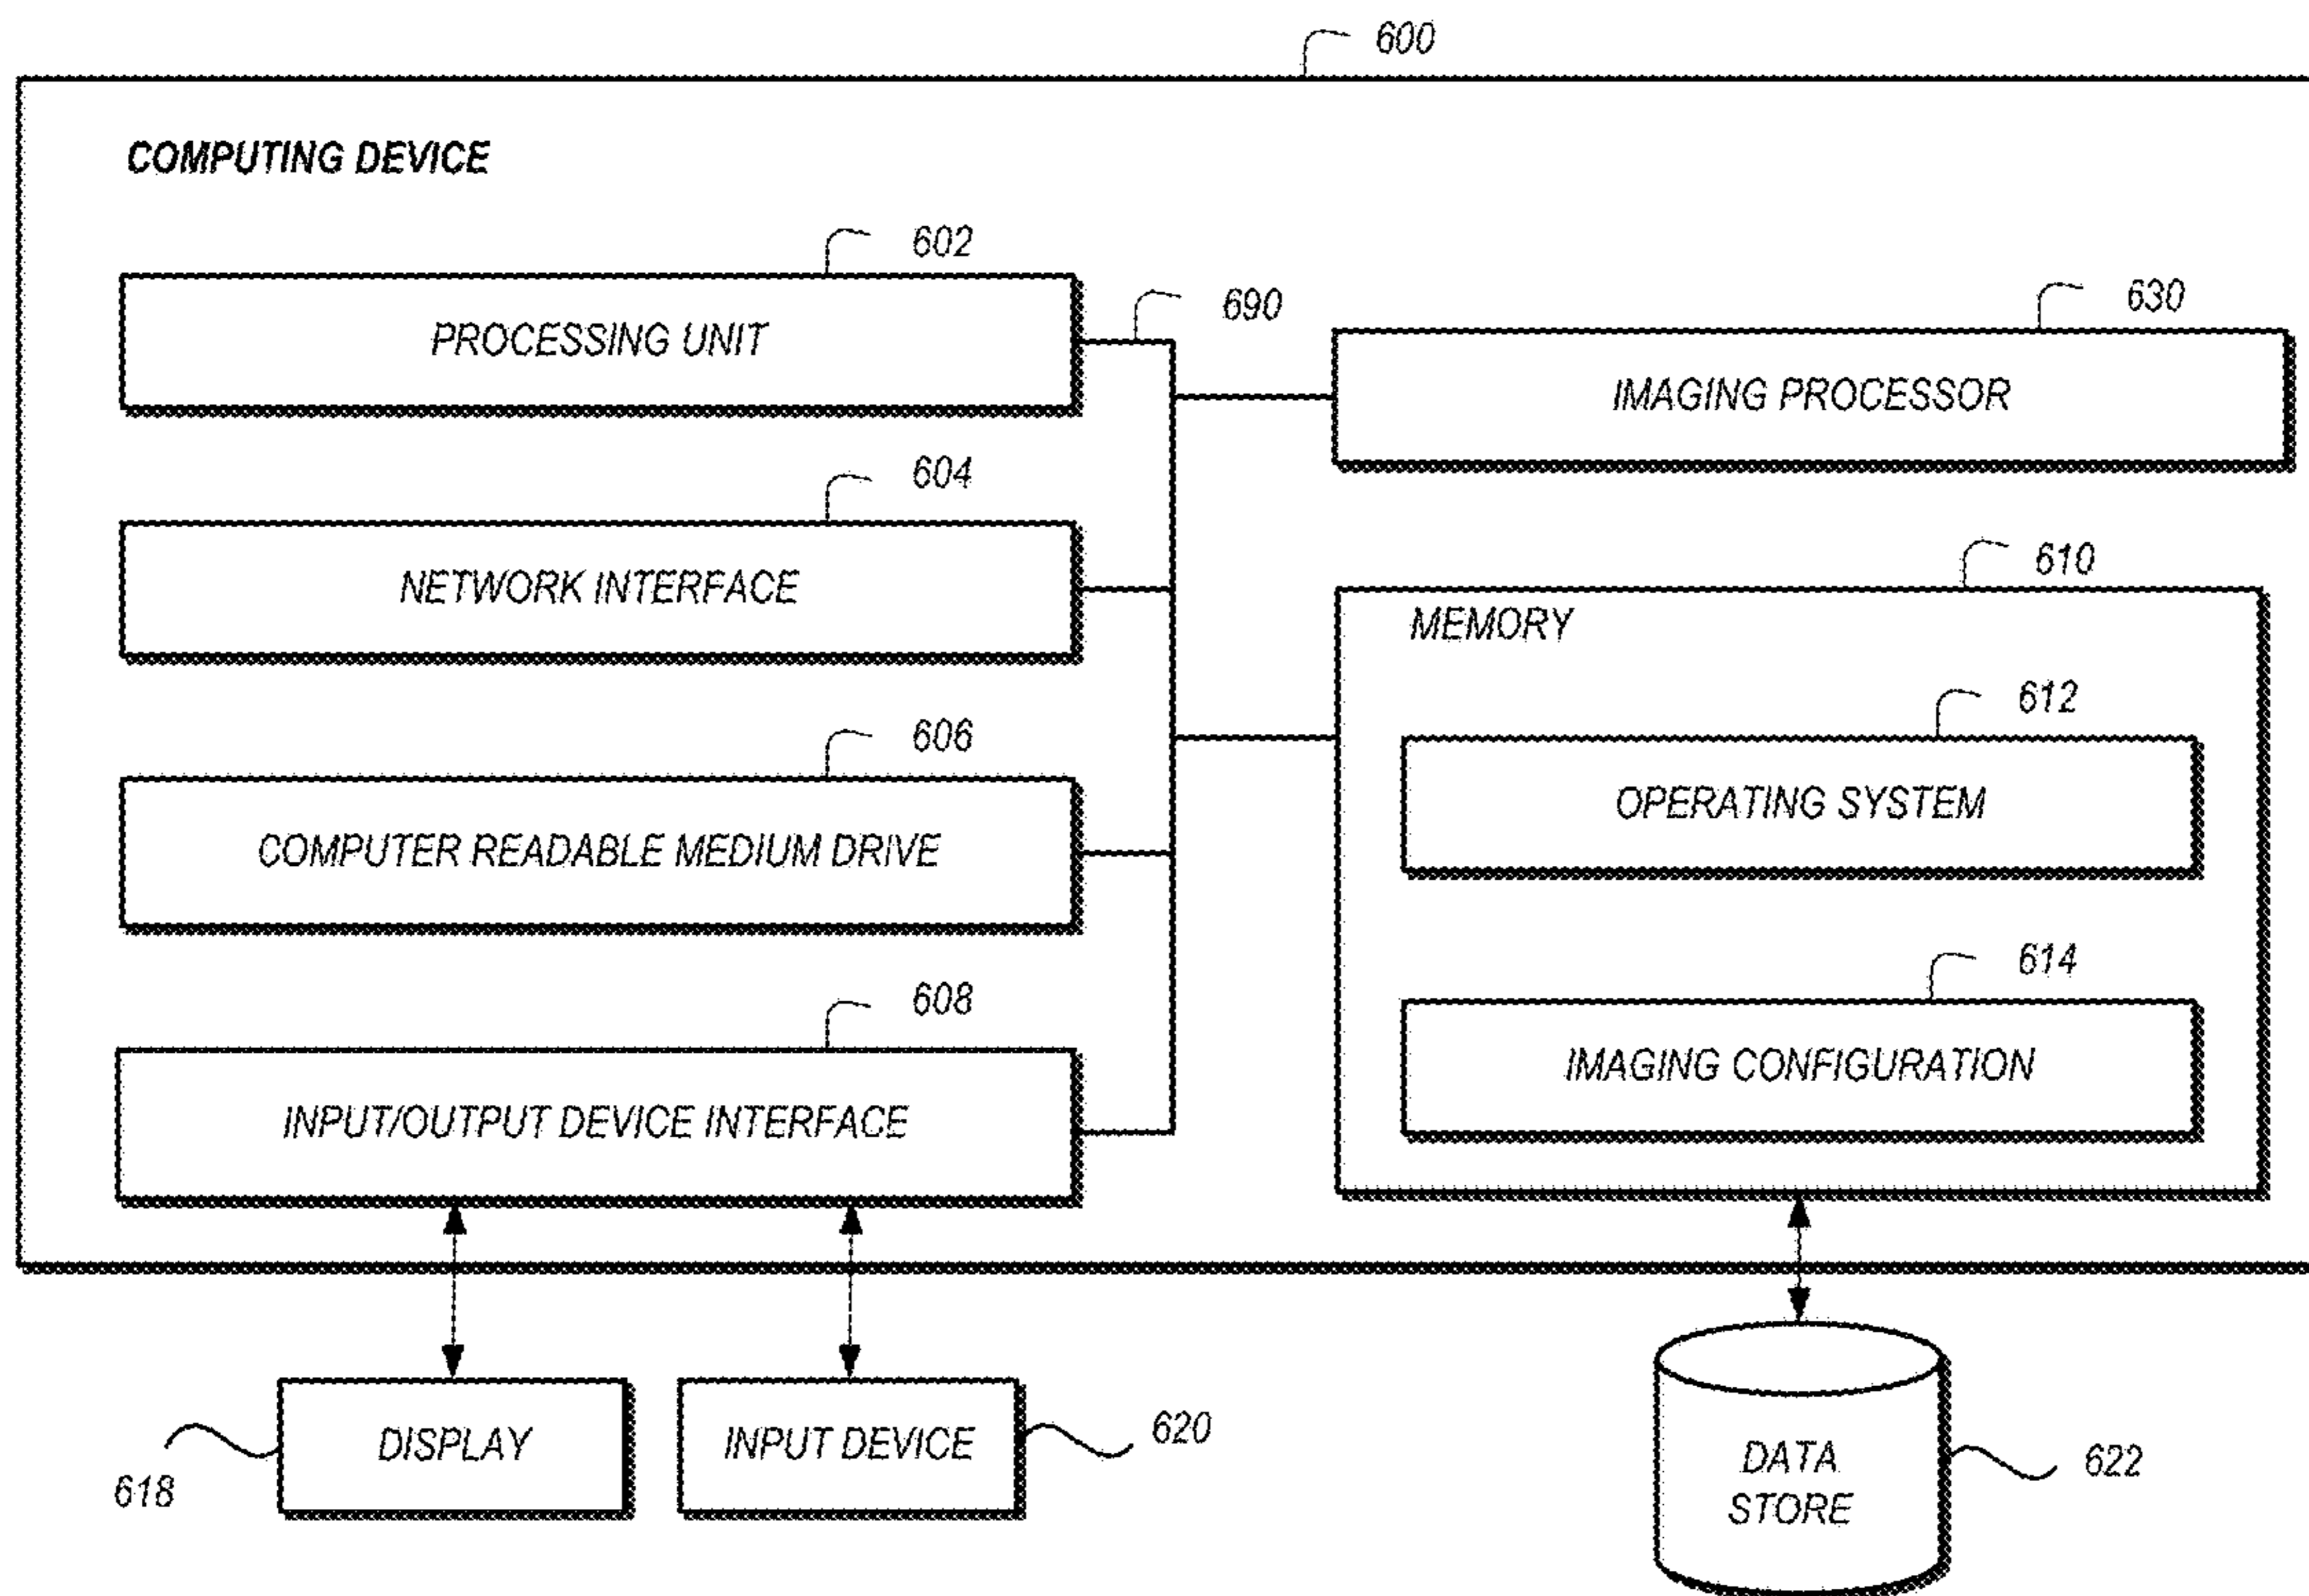 600
COMPUTING DEVICE
602
PROCESSING UNIT
690
630
IMAGING PROCESSOR
604
NETWORK INTERFACE
610
MEMORY
612
OPERATING SYSTEM
606
COMPUTER READABLE MEDIUM DRIVE
614
IMAGING CONFIGURATION
608
INPUT/OUTPUT DEVICE INTERFACE
618
DISPLAY
INPUT DEVICE
620
DATA
STORE
622